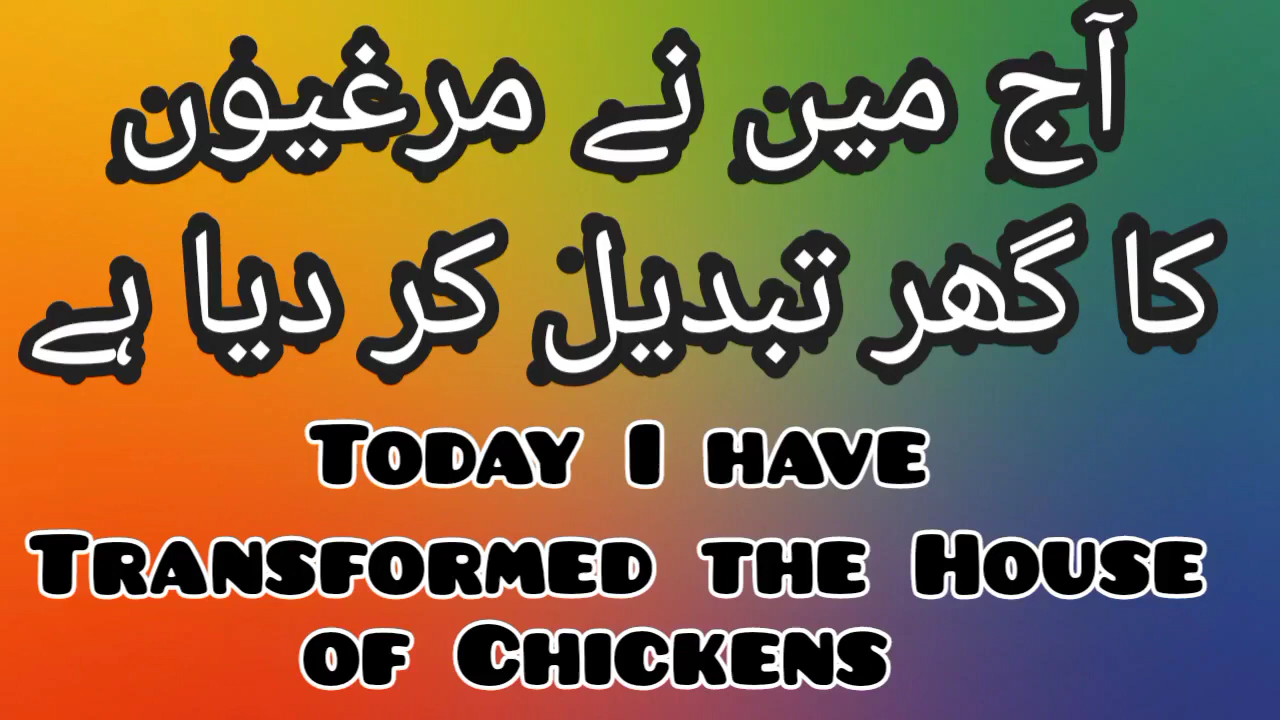 آج مین نے مرغیون
کا گھر تبدیل کر دیا ہے
Today I have
Transformed the House
of Chickens